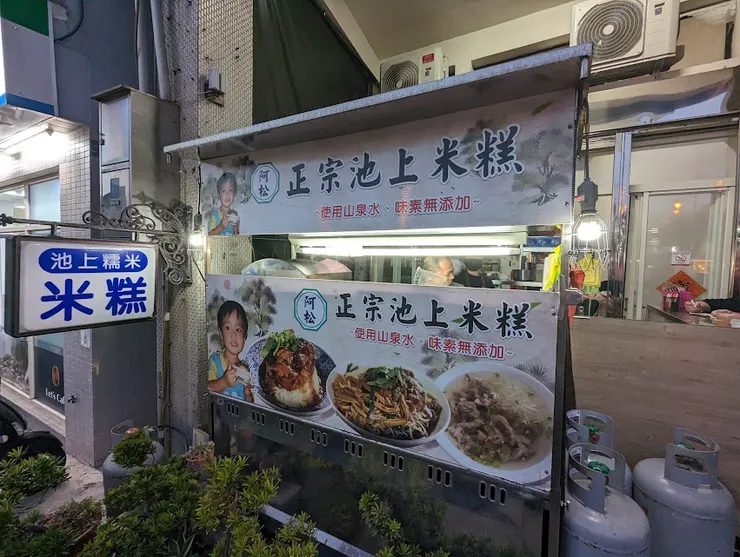 阿松
正宗池上米糕
~使用山泉水、味素無添加~
池上糯米
米糕
阿松
正宗池上米糕
~使用山泉水、味素無添加~
Let's Café